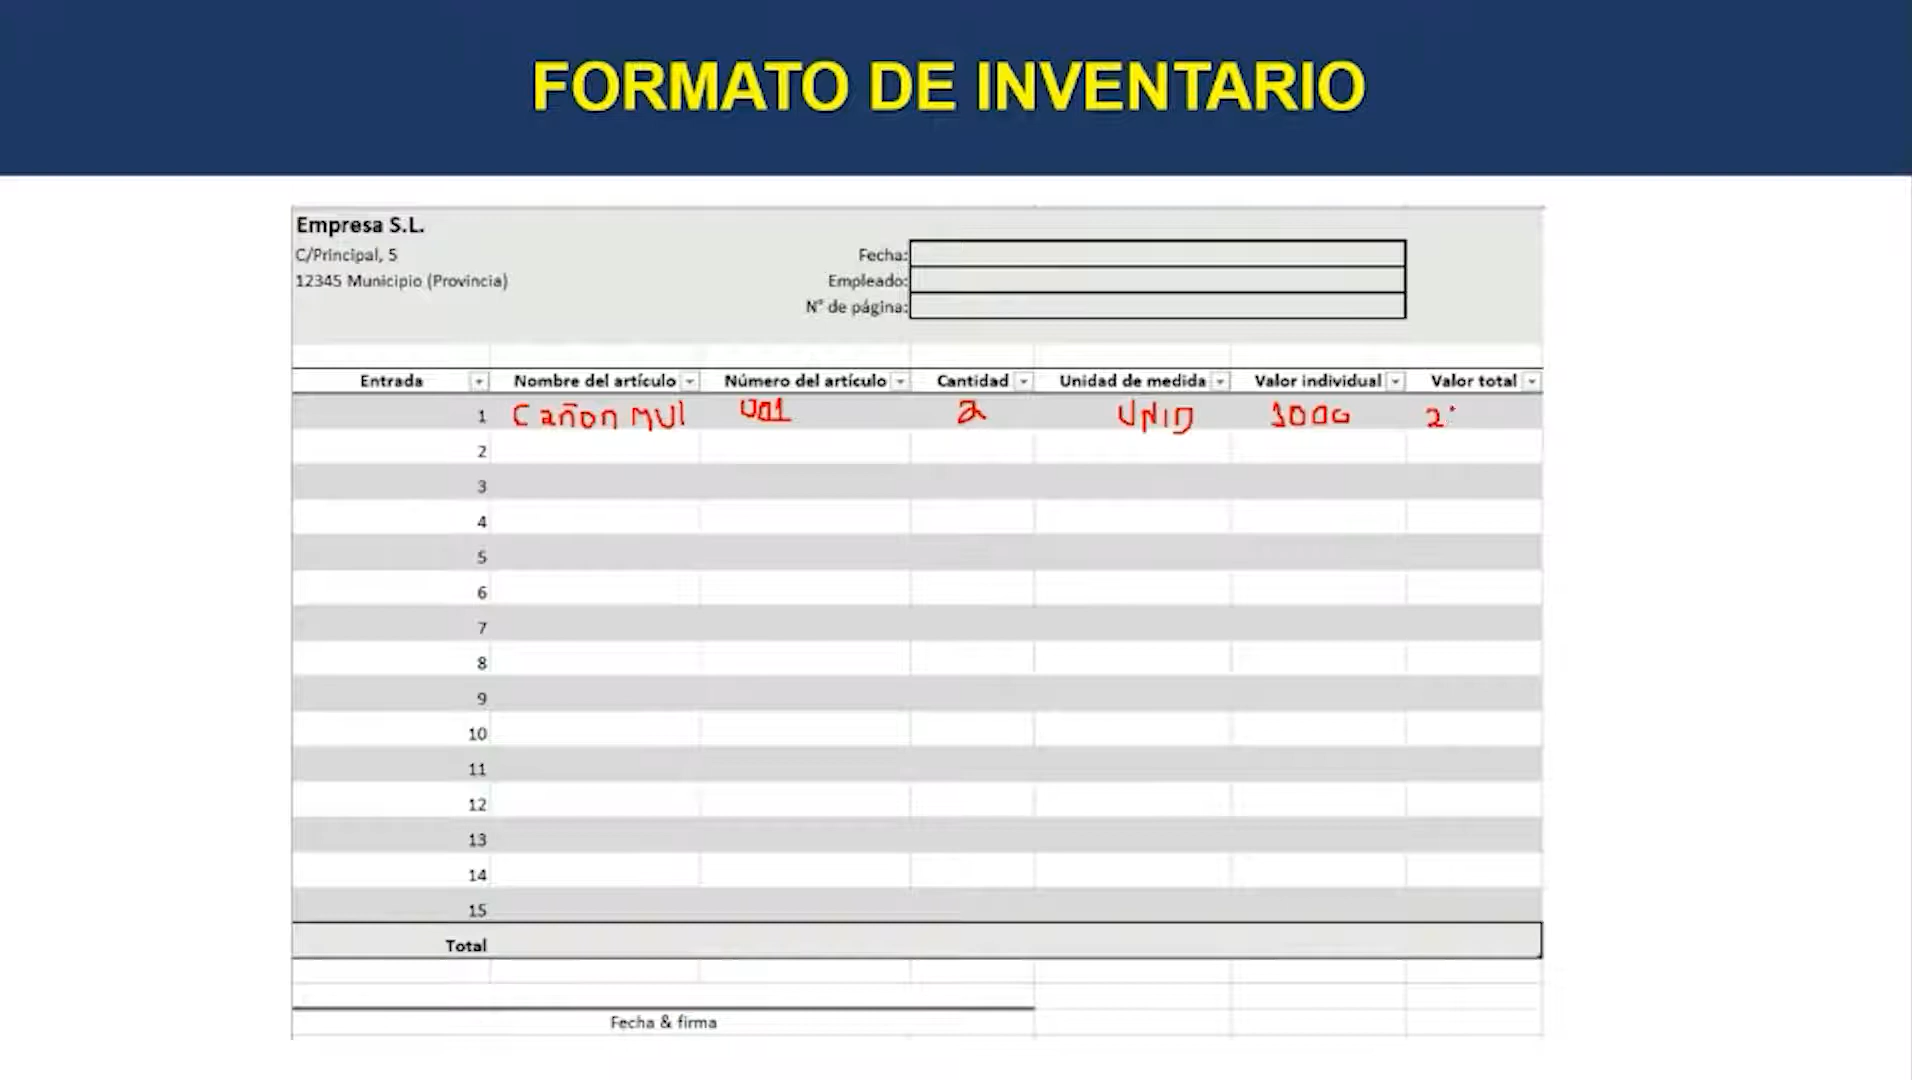 FORMATO DE INVENTARIO
Empresa S.L.
C/Principal, 5
Fecha:
12345 Municipio (Provincia)
Empleado:
N° de página:
Entrada Nombre del artículo Número del artículo Cantidad Unidad de medida Valor individual Valor total
1 Cañon MUl 001 2 UNID 1000 2
2
3
4
5
6
7
8
9
10
11
12
13
14
15
Total
Fecha & firma